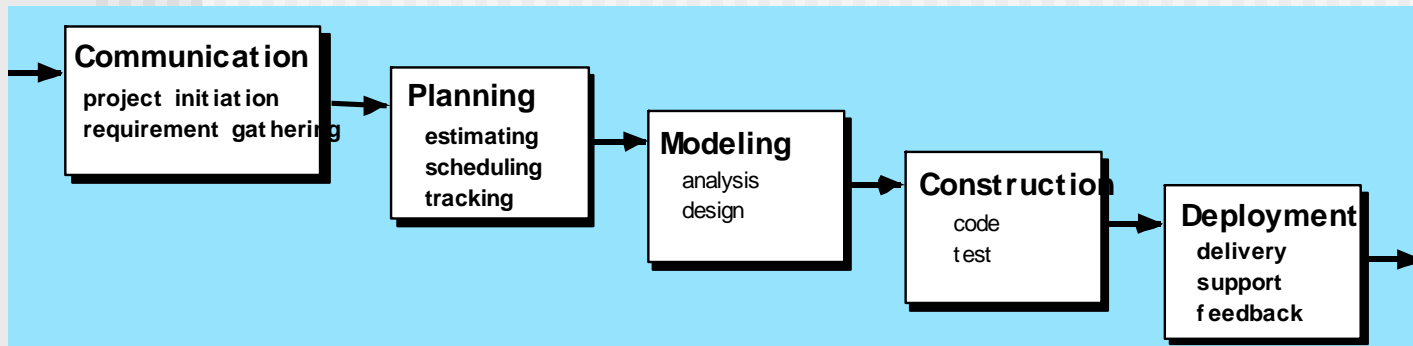 Communication
project initiation
requirement gathering
Planning
estimating
scheduling
tracking
Modeling
analysis
design
Construction
code
test
Deployment
delivery
support
feedback